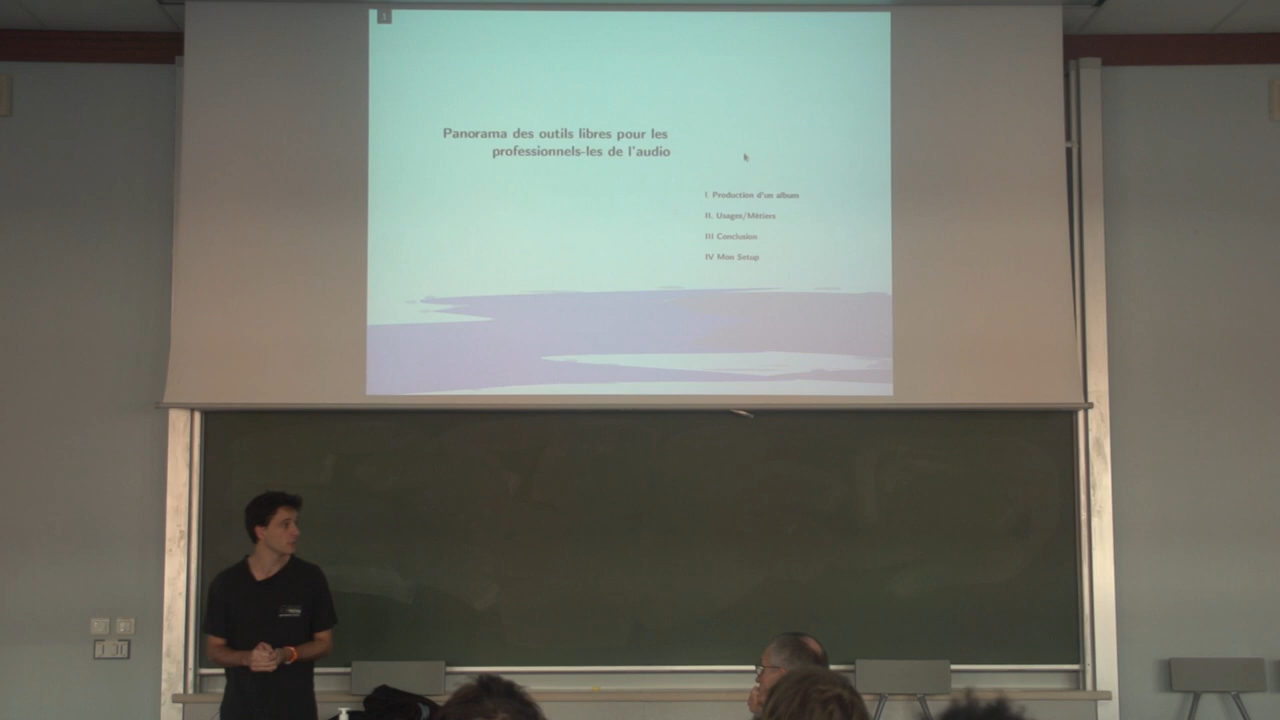 1
Panorama des outils libres pour les
professionnels-les de l'audio
I. Production d'un album
II. Usages/Métiers
III Conclusion
IV Mon Setup